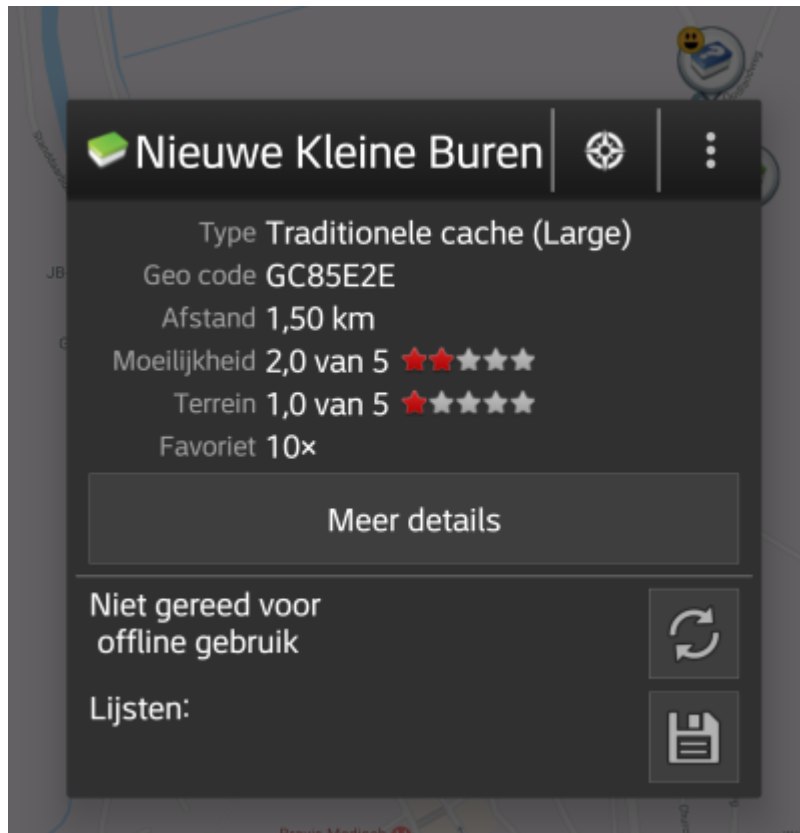 Nieuwe Kleine Buren
Type Traditionele cache (Large)
JB
Geo code GC85E2E
Afstand 1,50 km
Moeilijkheid 2,0 van 5
Terrein 1,0 van 5
Favoriet 10×
Meer details
Niet gereed voor
offline gebruik
Lijsten: